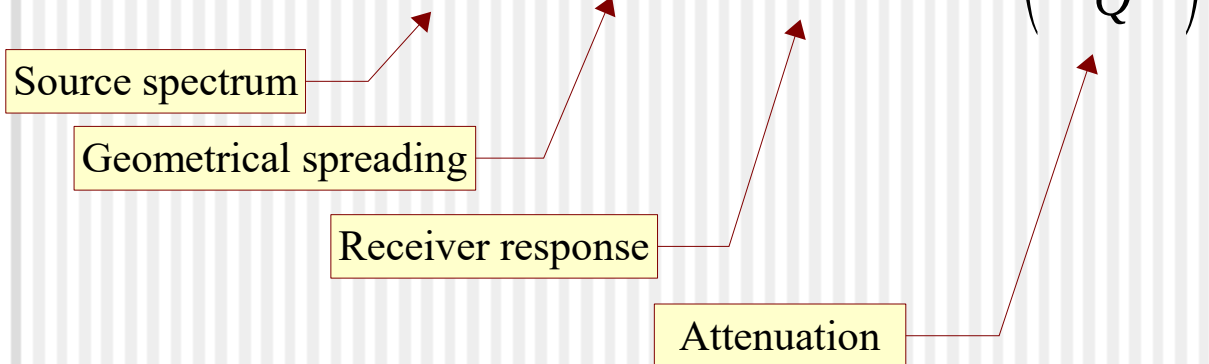 ( Q )
Source spectrum
Geometrical spreading
Receiver response
Attenuation